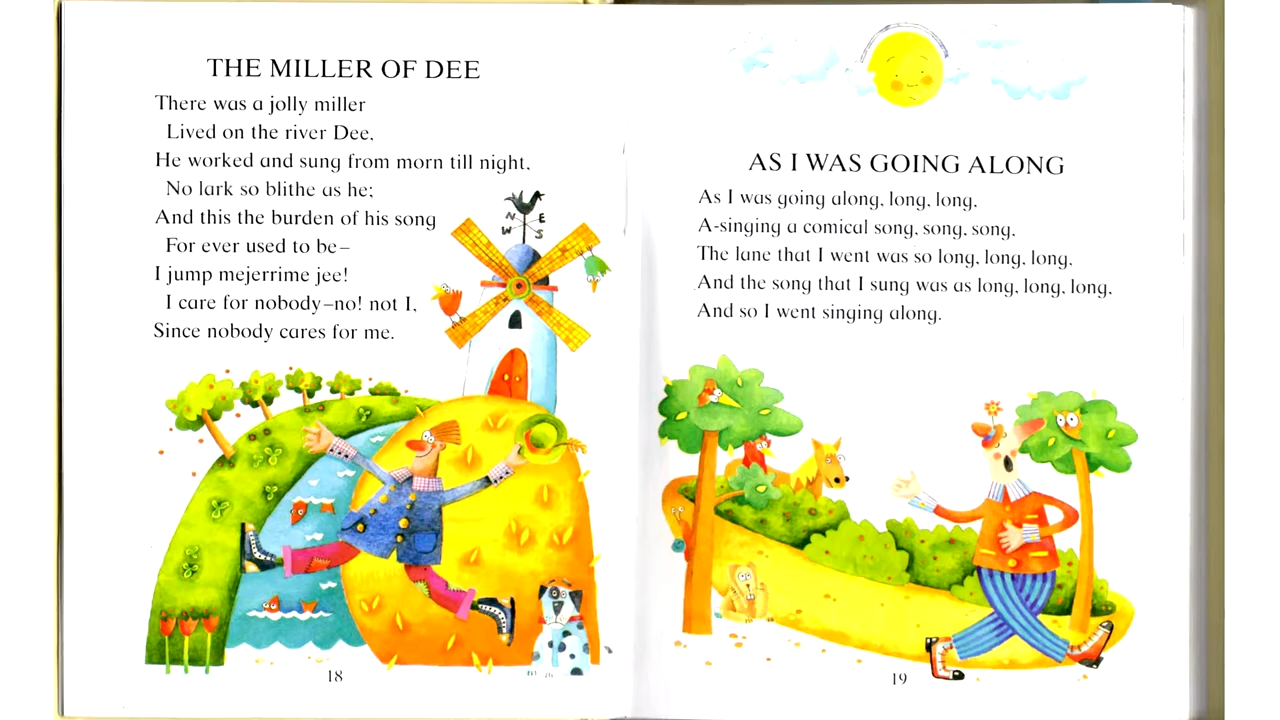 THE MILLER OF DEE
There was a jolly miller
Lived on the river Dee,
He worked and sung from morn till night,
No lark so blithe as he;
And this the burden of his song
For ever used to be–
I jump mejerrime jee!
I care for nobody–no! not I,
Since nobody cares for me.
N E
W S
18
AS I WAS GOING ALONG
As I was going along, long, long,
A-singing a comical song, song, song,
The lane that I went was so long, long, long,
And the song that I sung was as long, long, long,
And so I went singing along.
19